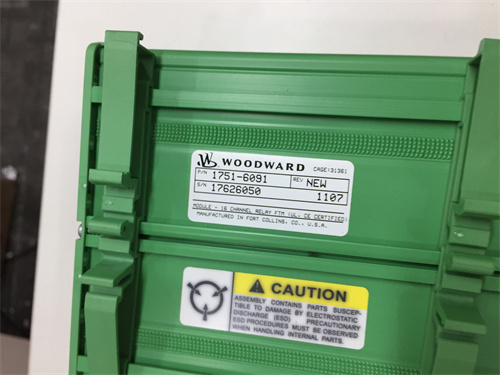 WOODWARD CAGE:31361
P/N 1751-6091 REV NEW
S/N 17626050 1107
MODULE - 16 CHANNEL RELAY FTM (UL, CE CERTIFIED)
MANUFACTURED IN FORT COLLINS, CO., U.S.A.
CAUTION
ASSEMBLY CONTAINS PARTS SUSCEP-
TIBLE TO DAMAGE BY ELECTROSTATIC
DISCHARGE (ESD). PRECAUTIONARY
ESD PROCEDURES MUST BE OBSERVED
WHEN HANDLING INTERNAL PARTS.